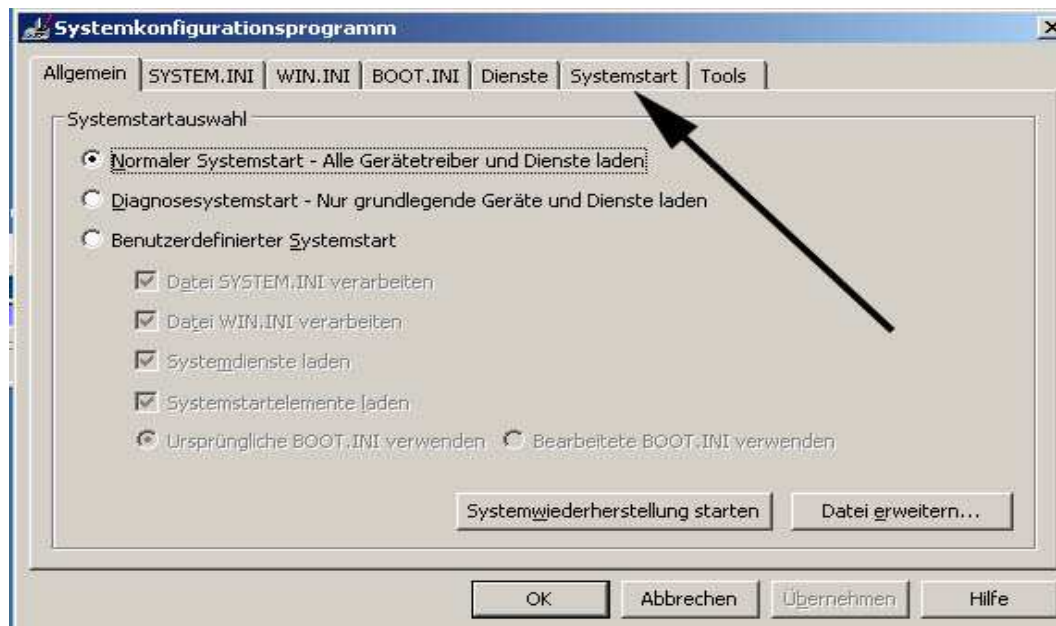 Systemkonfigurationsprogramm
Allgemein SYSTEM.INI WIN.INI BOOT.INI Dienste Systemstart Tools
Systemstartauswahl
Normaler Systemstart - Alle Gerätetreiber und Dienste laden
Diagnosesystemstart - Nur grundlegende Geräte und Dienste laden
Benutzerdefinierter Systemstart
Datei SYSTEM.INI verarbeiten
Datei WIN.INI verarbeiten
Systemdienste laden
Systemstartelemente laden
Ursprüngliche BOOT.INI verwenden Bearbeitete BOOT.INI verwenden
Systemwiederherstellung starten Datei erweitern...
OK Abbrechen Übernehmen Hilfe